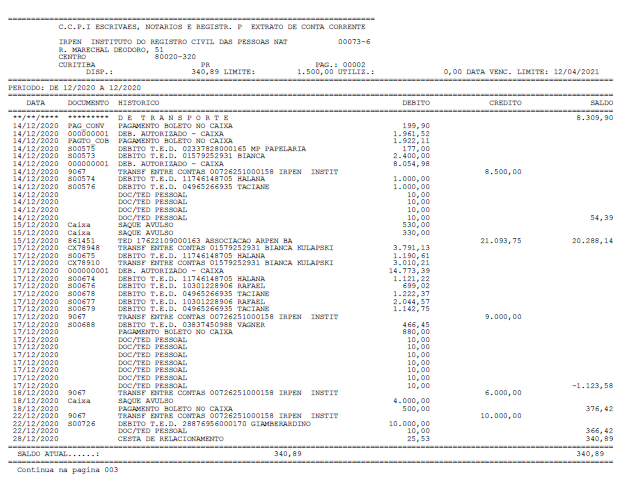 C.C.P.I ESCRIVAES, NOTARIOS E REGISTR. P EXTRATO DE CONTA CORRENTE
IRPEN INSTITUTO DO REGISTRO CIVIL DAS PESSOAS NAT 00073-6
R. MARECHAL DEODORO, 51
CENTRO 80020-320
CURITIBA PR PAG.: 00002
DISP.: 340,89 LIMITE: 1.500,00 UTILIZ.: 0,00 DATA VENC. LIMITE: 12/04/2021
PERIODO: DE 12/2020 A 12/2020
DATA DOCUMENTO HISTORICO DEBITO CREDITO SALDO
**/**/**** ********* D E T R A N S P O R T E 8.309,90
14/12/2020 PAG CONV PAGAMENTO BOLETO NO CAIXA 199,90
14/12/2020 000000001 DEB. AUTORIZADO - CAIXA 1.961,52
14/12/2020 PAGTO COB PAGAMENTO BOLETO NO CAIXA 1.922,11
14/12/2020 S00575 DEBITO T.E.D. 02337828000165 MP PAPELARIA 177,00
14/12/2020 S00573 DEBITO T.E.D. 01579252931 BIANCA 2.400,00
14/12/2020 000000001 DEB. AUTORIZADO - CAIXA 8.054,98
14/12/2020 9067 TRANSF ENTRE CONTAS 00726251000158 IRPEN INSTIT 8.500,00
14/12/2020 S00574 DEBITO T.E.D. 11746148705 HALANA 1.000,00
14/12/2020 S00576 DEBITO T.E.D. 04965266935 TACIANE 1.000,00
14/12/2020 DOC/TED PESSOAL 10,00
14/12/2020 DOC/TED PESSOAL 10,00
14/12/2020 DOC/TED PESSOAL 10,00
14/12/2020 DOC/TED PESSOAL 10,00 54,39
15/12/2020 Caixa SAQUE AVULSO 530,00
15/12/2020 Caixa SAQUE AVULSO 330,00
15/12/2020 861451 TED 17622109000163 ASSOCIACAO ARPEN BA 21.093,75 20.288,14
17/12/2020 CX78948 TRANSF ENTRE CONTAS 01579252931 BIANCA KULAPSKI 3.791,13
17/12/2020 S00675 DEBITO T.E.D. 11746148705 HALANA 1.190,61
17/12/2020 CX78910 TRANSF ENTRE CONTAS 01579252931 BIANCA KULAPSKI 3.010,21
17/12/2020 000000001 DEB. AUTORIZADO - CAIXA 14.773,39
17/12/2020 S00674 DEBITO T.E.D. 11746148705 HALANA 1.121,22
17/12/2020 S00676 DEBITO T.E.D. 10301228906 RAFAEL 699,02
17/12/2020 S00678 DEBITO T.E.D. 04965266935 TACIANE 1.222,37
17/12/2020 S00677 DEBITO T.E.D. 10301228906 RAFAEL 2.044,57
17/12/2020 S00679 DEBITO T.E.D. 04965266935 TACIANE 1.142,75
17/12/2020 9067 TRANSF ENTRE CONTAS 00726251000158 IRPEN INSTIT 9.000,00
17/12/2020 S00688 DEBITO T.E.D. 03837450988 VAGNER 466,45
17/12/2020 PAGAMENTO BOLETO NO CAIXA 880,00
17/12/2020 DOC/TED PESSOAL 10,00
17/12/2020 DOC/TED PESSOAL 10,00
17/12/2020 DOC/TED PESSOAL 10,00
17/12/2020 DOC/TED PESSOAL 10,00
17/12/2020 DOC/TED PESSOAL 10,00
17/12/2020 DOC/TED PESSOAL 10,00
17/12/2020 DOC/TED PESSOAL 10,00 -1.123,58
18/12/2020 9067 TRANSF ENTRE CONTAS 00726251000158 IRPEN INSTIT 6.000,00
18/12/2020 Caixa SAQUE AVULSO 4.000,00
18/12/2020 PAGAMENTO BOLETO NO CAIXA 500,00 376,42
22/12/2020 9067 TRANSF ENTRE CONTAS 00726251000158 IRPEN INSTIT 10.000,00
22/12/2020 S00726 DEBITO T.E.D. 28876956000170 GIAMBERARDINO 10.000,00
22/12/2020 DOC/TED PESSOAL 10,00 366,42
28/12/2020 CESTA DE RELACIONAMENTO 25,53 340,89
SALDO ATUAL......: 340,89 340,89
Continua na pagina 003